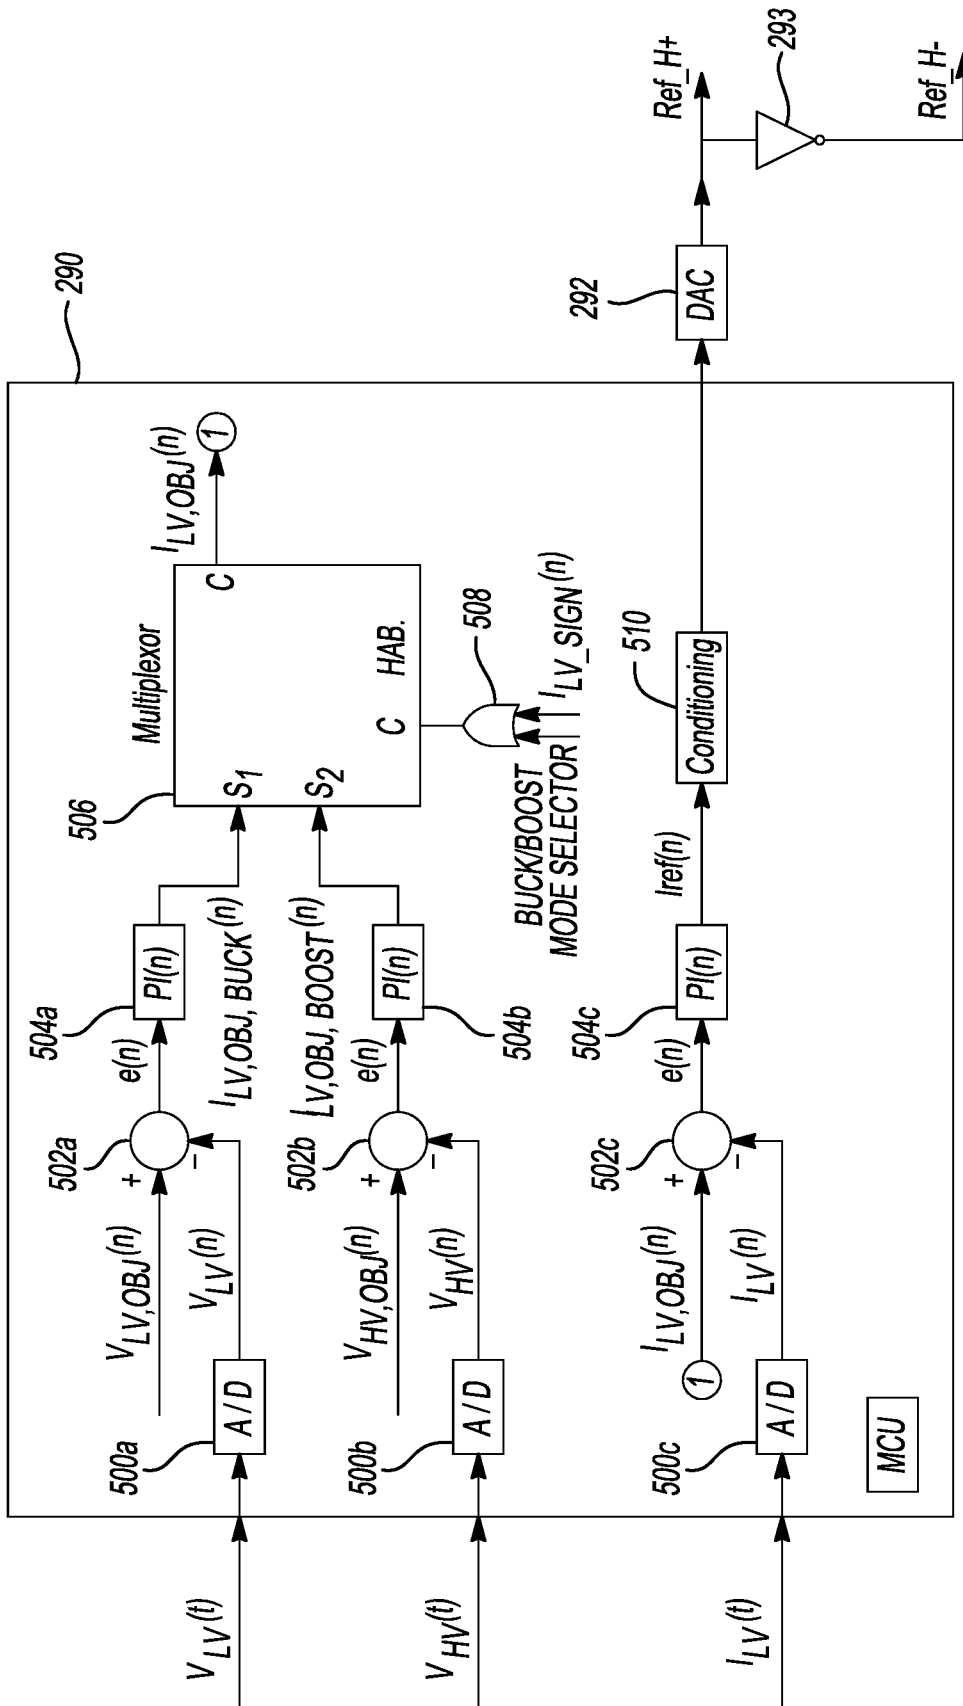 290
V_LV(t)
500a
A / D
V_LV,OBJ(n)
V_LV(n)
502a
+
−
e(n)
504a
PI(n)
I_LV,OBJ, BUCK(n)
506
Multiplexor
S1
S2
C
C
HAB.
I_LV,OBJ(n)
1
V_HV(t)
500b
A / D
V_HV,OBJ(n)
V_HV(n)
502b
+
−
e(n)
504b
PI(n)
I_LV,OBJ, BOOST(n)
508
BUCK/BOOST
MODE SELECTOR
I_LV_SIGN(n)
I_LV(t)
500c
A / D
1
I_LV,OBJ(n)
I_LV(n)
502c
+
−
e(n)
504c
PI(n)
Iref(n)
510
Conditioning
292
DAC
Ref_H+
293
Ref_H-
MCU